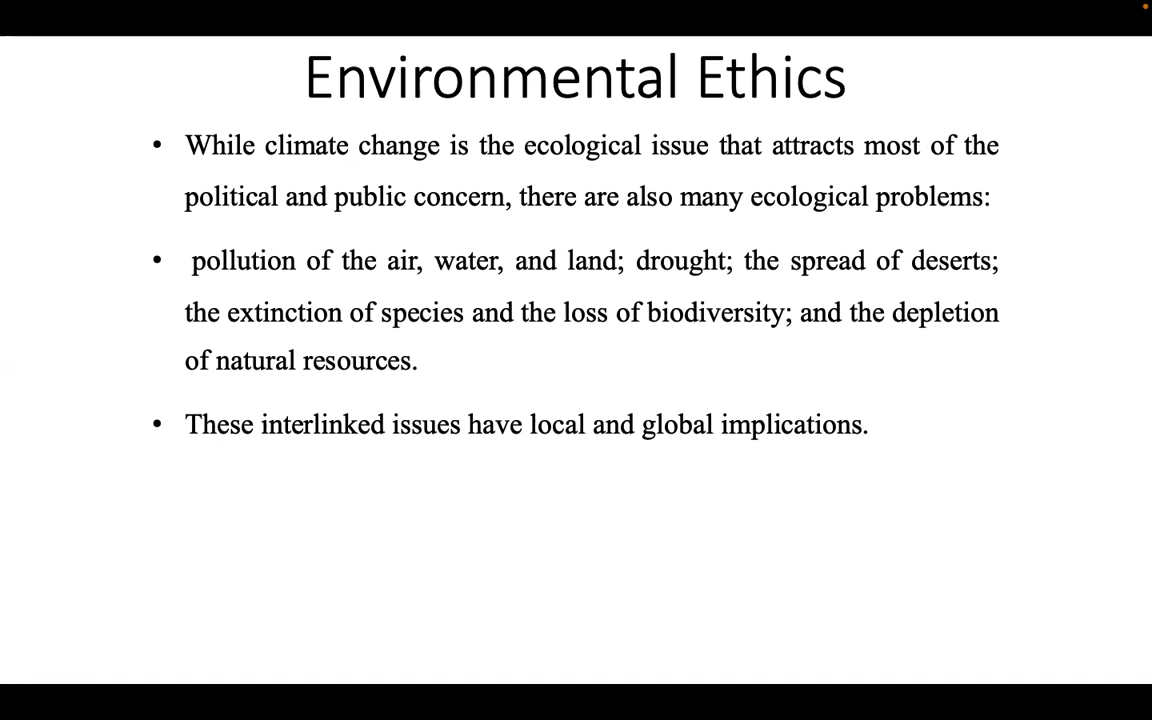 Environmental Ethics
• While climate change is the ecological issue that attracts most of the
political and public concern, there are also many ecological problems:
• pollution of the air, water, and land; drought; the spread of deserts;
the extinction of species and the loss of biodiversity; and the depletion
of natural resources.
• These interlinked issues have local and global implications.